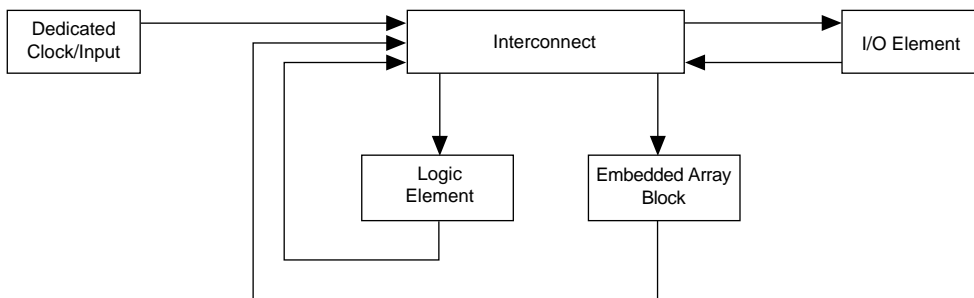 Dedicated
Clock/Input
Interconnect
I/O Element
Logic
Element
Embedded Array
Block